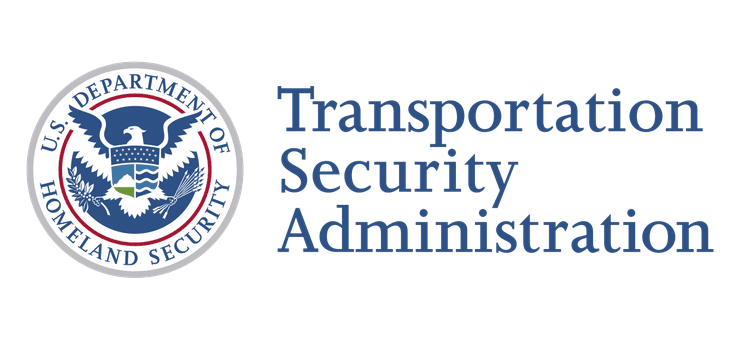 U.S. DEPARTMENT OF
HOMELAND SECURITY
Transportation
Security
Administration